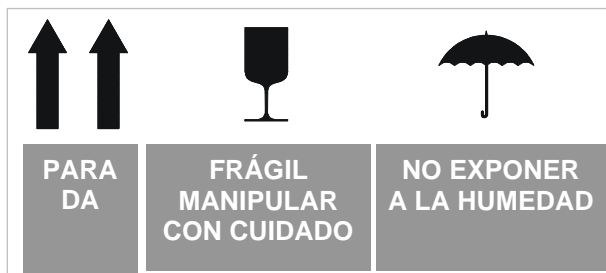 PARA
DA
FRÁGIL
MANIPULAR
CON CUIDADO
NO EXPONER
A LA HUMEDAD